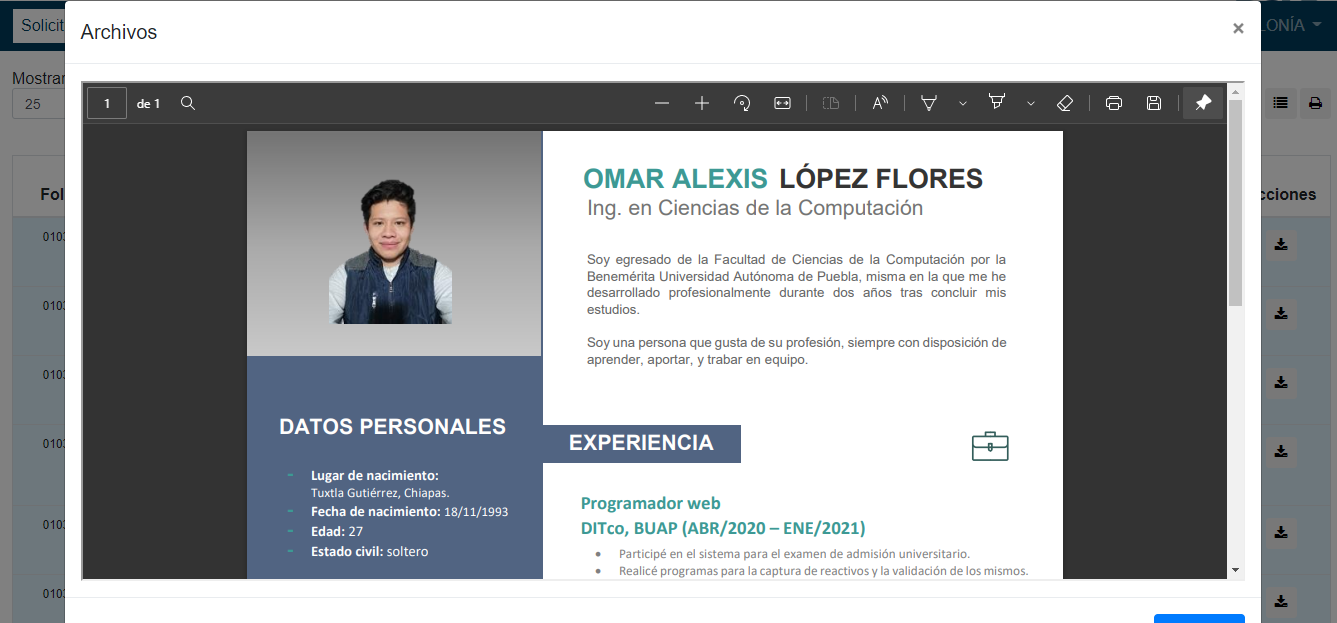 Solicit
Archivos
×
LONÍA
Mostrar
25
1 de 1
Fol
cciones
0103
0103
0103
0103
0103
0103
OMAR ALEXIS LÓPEZ FLORES
Ing. en Ciencias de la Computación
Soy egresado de la Facultad de Ciencias de la Computación por la
Benemérita Universidad Autónoma de Puebla, misma en la que me he
desarrollado profesionalmente durante dos años tras concluir mis
estudios.
Soy una persona que gusta de su profesión, siempre con disposición de
aprender, aportar, y trabar en equipo.
DATOS PERSONALES
- Lugar de nacimiento:
Tuxtla Gutiérrez, Chiapas.
- Fecha de nacimiento: 18/11/1993
- Edad: 27
- Estado civil: soltero
EXPERIENCIA
Programador web
DITco, BUAP (ABR/2020 – ENE/2021)
• Participé en el sistema para el examen de admisión universitario.
• Realicé programas para la captura de reactivos y la validación de los mismos.